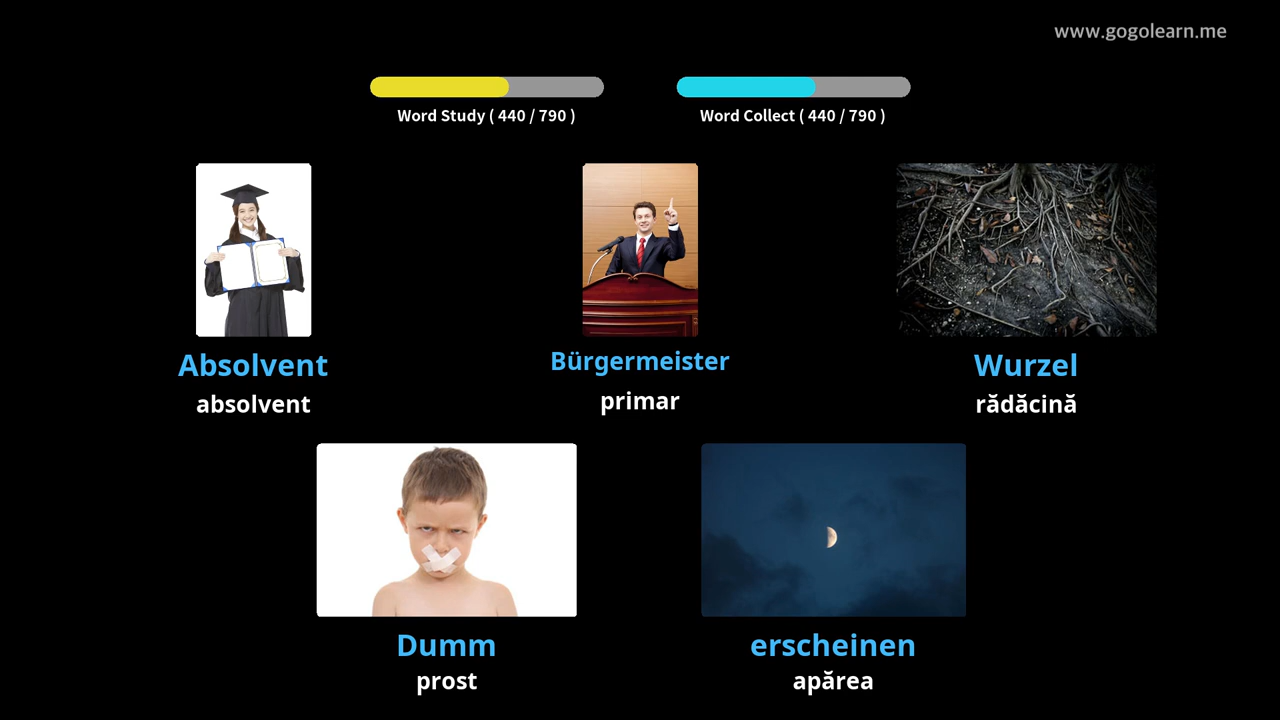 www.gogolearn.me
Word Study ( 440 / 790 )
Word Collect ( 440 / 790 )
Absolvent
absolvent
Bürgermeister
primar
Wurzel
rădăcină
Dumm
prost
erscheinen
apărea